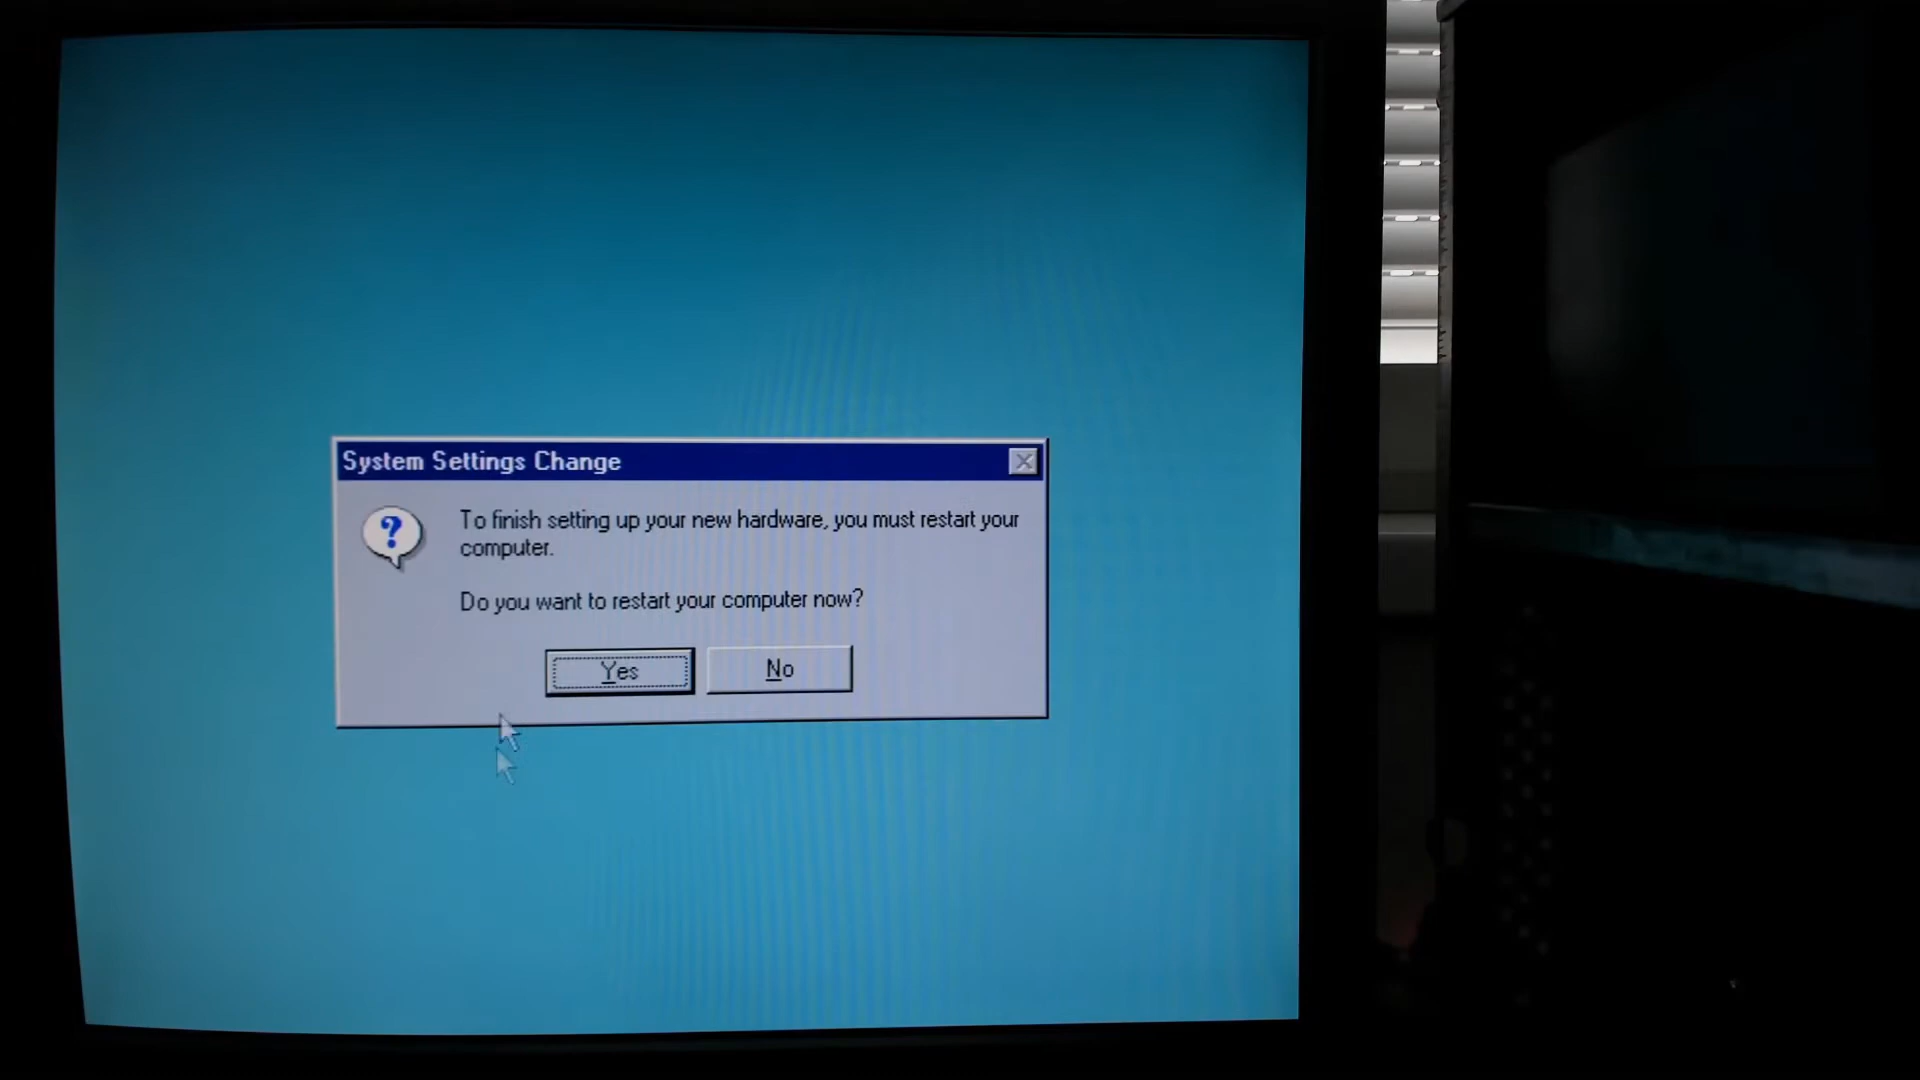 System Settings Change
To finish setting up your new hardware, you must restart your
computer.
Do you want to restart your computer now?
Yes
No